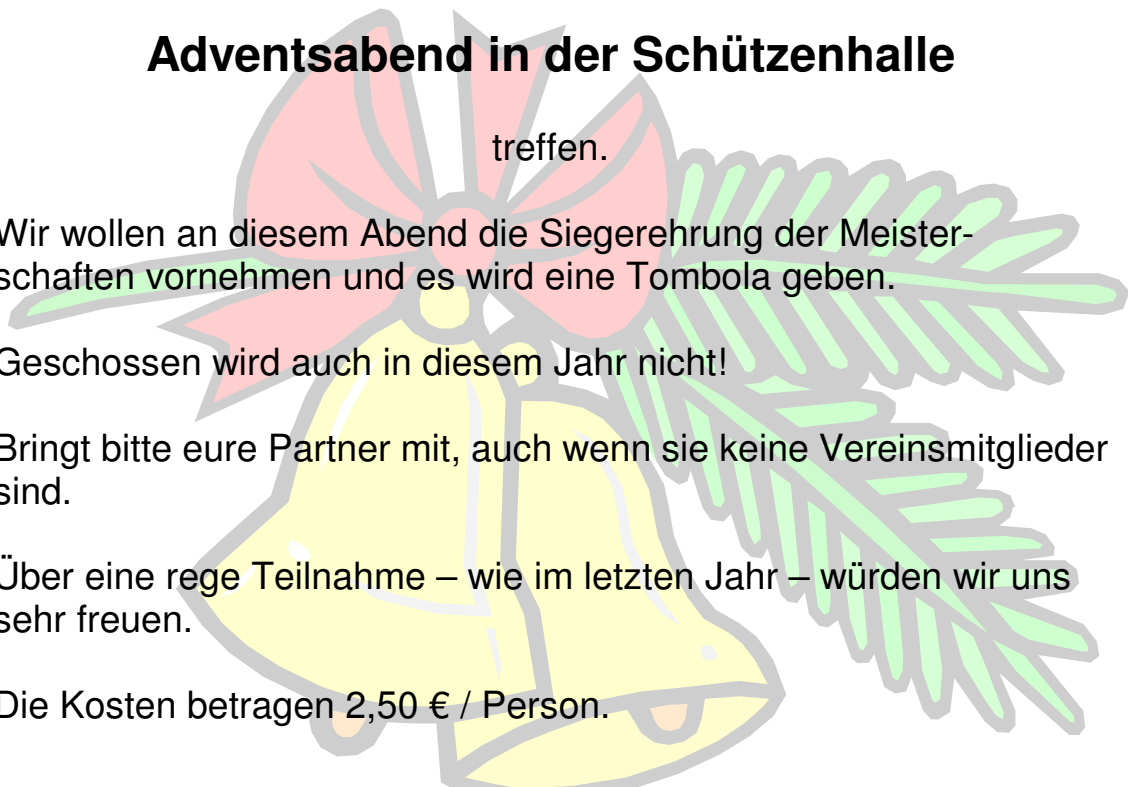 Adventsabend in der Schützenhalle
treffen.
Wir wollen an diesem Abend die Siegerehrung der Meister-
schaften vornehmen und es wird eine Tombola geben.
Geschossen wird auch in diesem Jahr nicht!
Bringt bitte eure Partner mit, auch wenn sie keine Vereinsmitglieder
sind.
Über eine rege Teilnahme – wie im letzten Jahr – würden wir uns
sehr freuen.
Die Kosten betragen 2,50 € / Person.